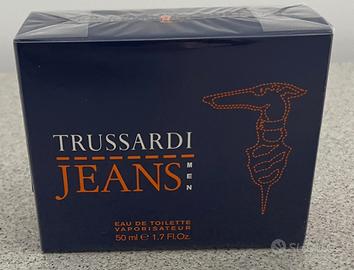 TRUSSARDI
JEANS
MEN
EAU DE TOILETTE
VAPORISATEUR
50 ml e 1.7 Fl.Oz.